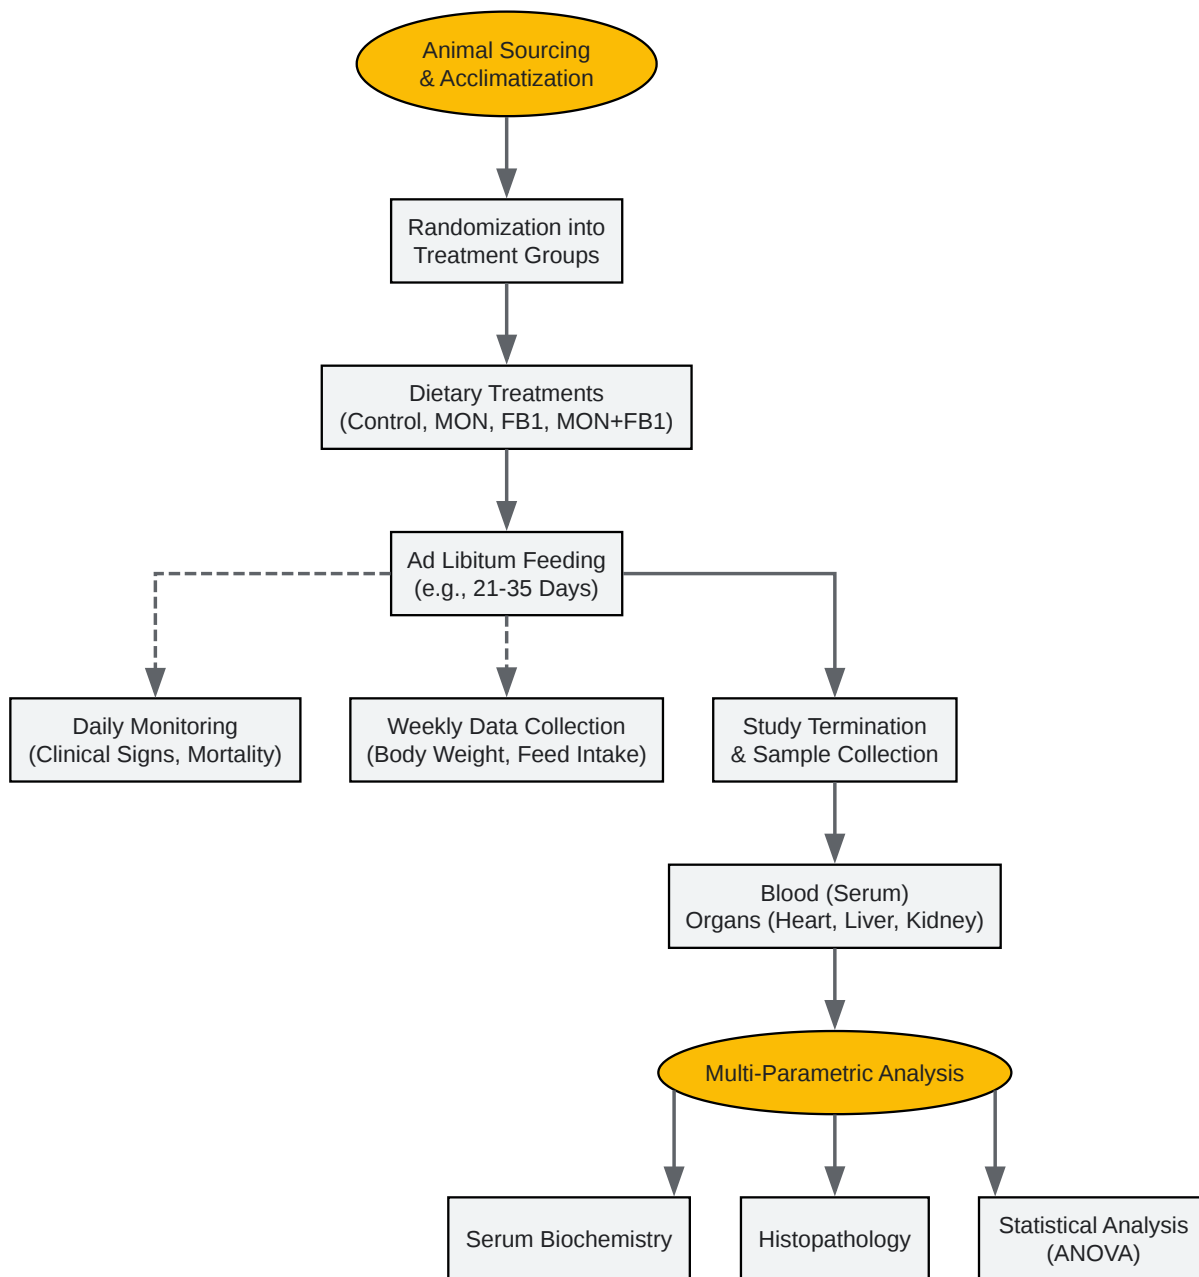 Animal Sourcing
& Acclimatization
Randomization into
Treatment Groups
Dietary Treatments
(Control, MON, FB1, MON+FB1)
Ad Libitum Feeding
(e.g., 21-35 Days)
Daily Monitoring
(Clinical Signs, Mortality)
Weekly Data Collection
(Body Weight, Feed Intake)
Study Termination
& Sample Collection
Blood (Serum)
Organs (Heart, Liver, Kidney)
Multi-Parametric Analysis
Serum Biochemistry
Histopathology
Statistical Analysis
(ANOVA)